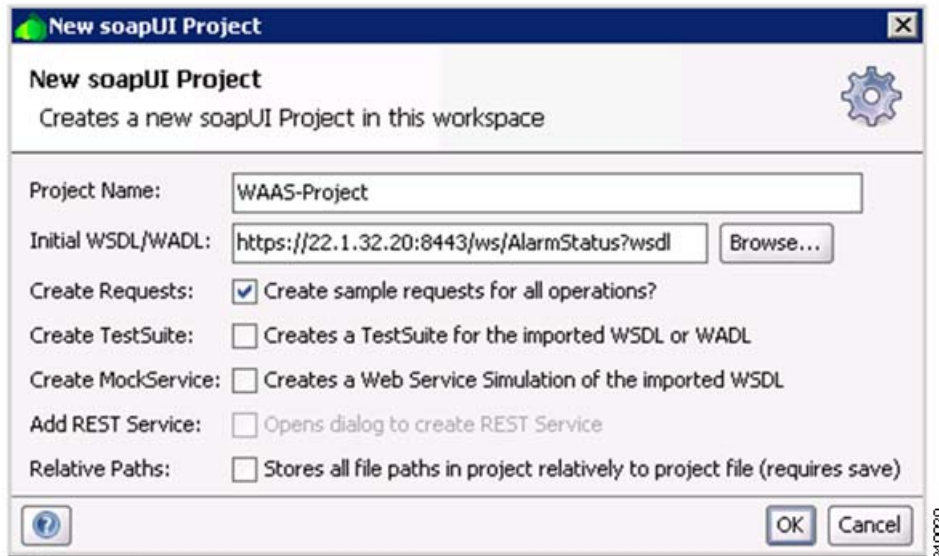 New soapUI Project
New soapUI Project
Creates a new soapUI Project in this workspace
Project Name: WAAS-Project
Initial WSDL/WADL: https://22.1.32.20:8443/ws/AlarmStatus?wsdl Browse...
Create Requests: Create sample requests for all operations?
Create TestSuite: Creates a TestSuite for the imported WSDL or WADL
Create MockService: Creates a Web Service Simulation of the imported WSDL
Add REST Service: Opens dialog to create REST Service
Relative Paths: Stores all file paths in project relatively to project file (requires save)
OK Cancel